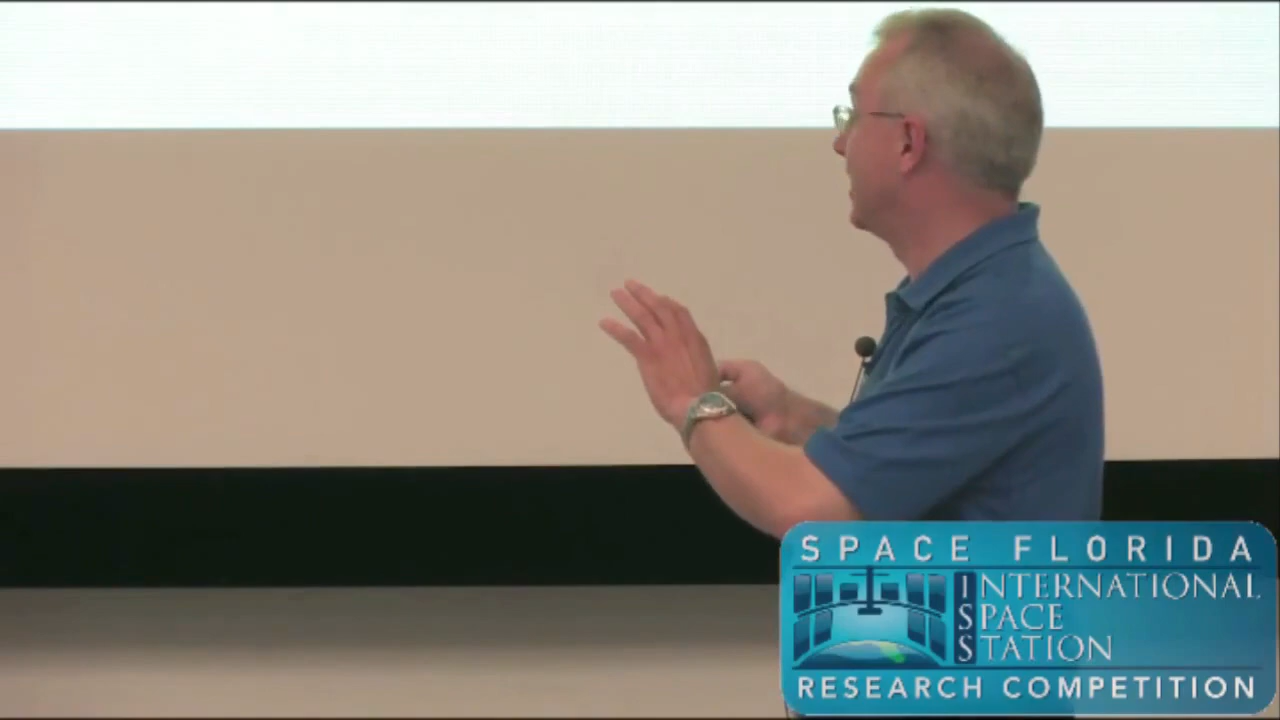 SPACE FLORIDA
INTERNATIONAL
SPACE
STATION
RESEARCH COMPETITION